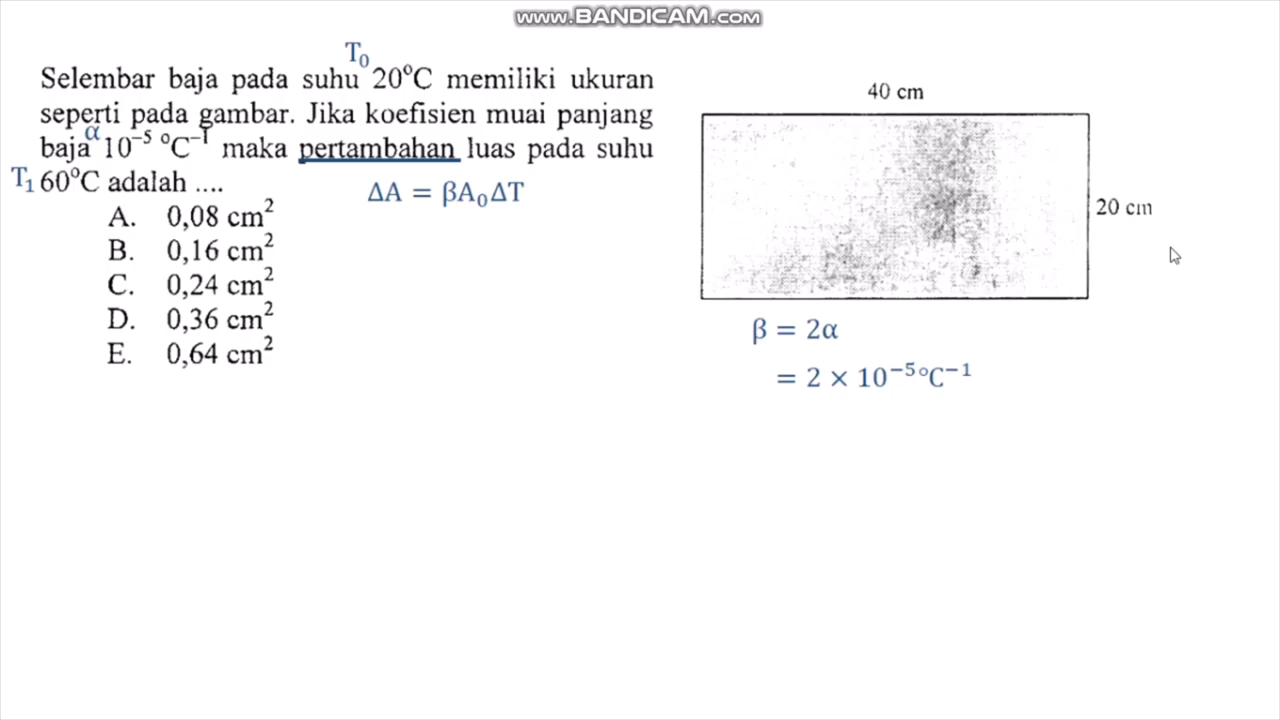 www.BANDICAM.com
T₀
Selembar baja pada suhu 20°C memiliki ukuran
seperti pada gambar. Jika koefisien muai panjang
α
baja 10⁻⁵ °C⁻¹ maka pertambahan luas pada suhu
T₁ 60°C adalah ....
ΔA = βA₀ΔT
A. 0,08 cm²
B. 0,16 cm²
C. 0,24 cm²
D. 0,36 cm²
E. 0,64 cm²
40 cm
20 cm
β = 2α
= 2 × 10⁻⁵°C⁻¹